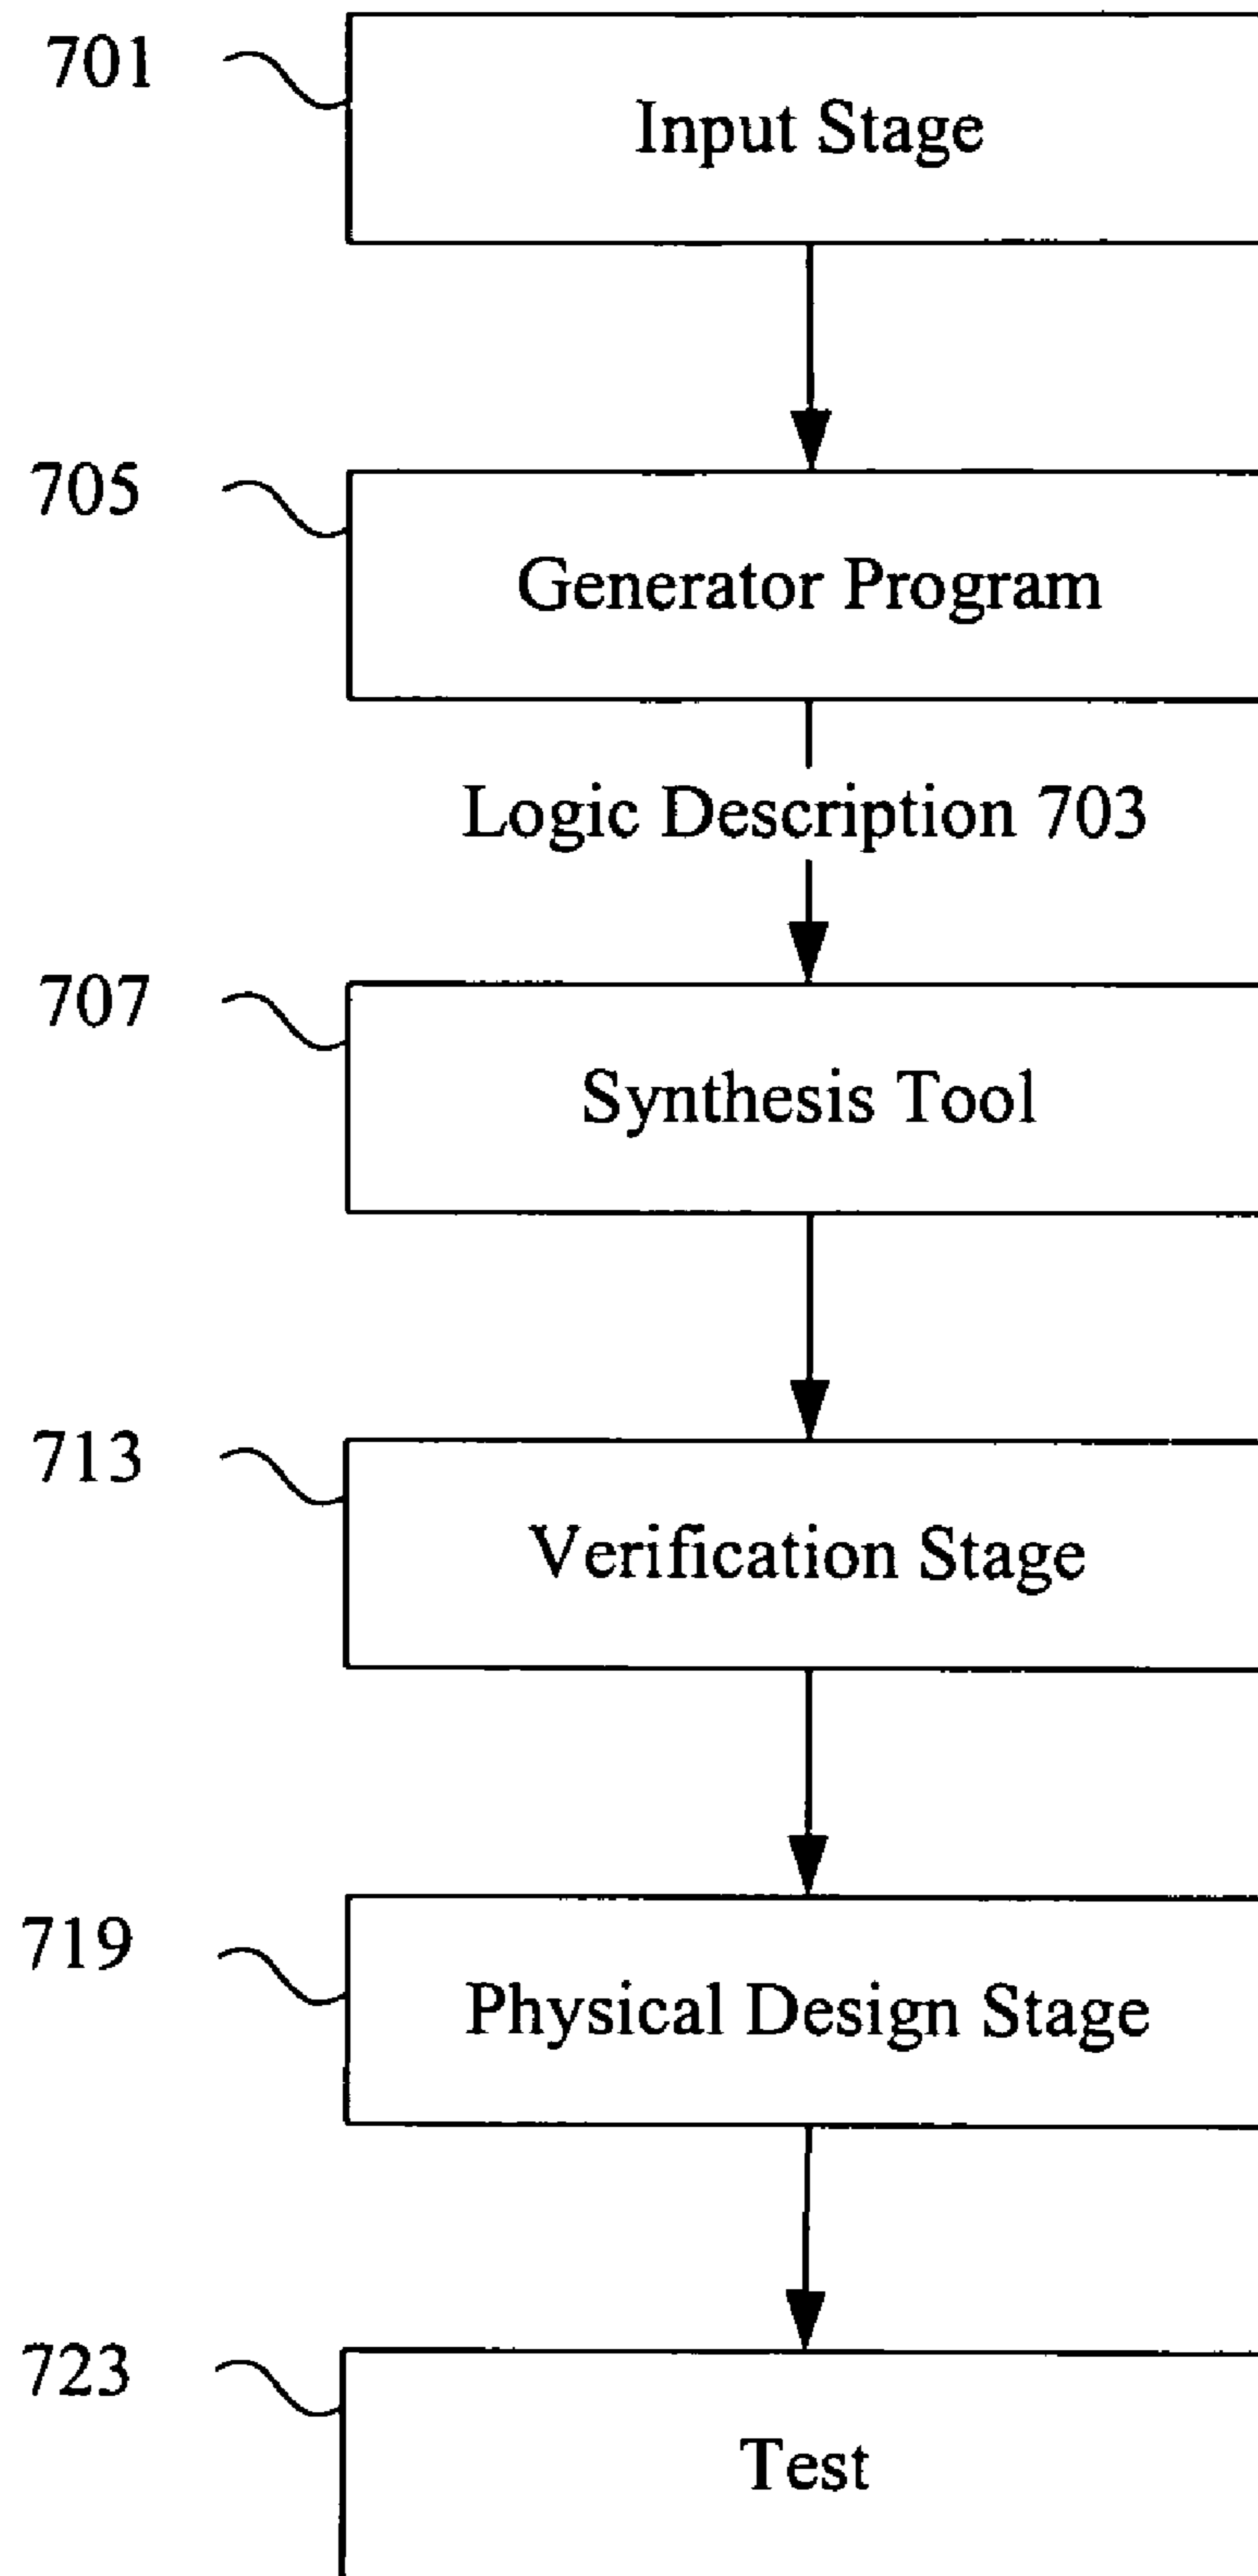 701
Input Stage
705
Generator Program
Logic Description 703
707
Synthesis Tool
713
Verification Stage
719
Physical Design Stage
723
Test